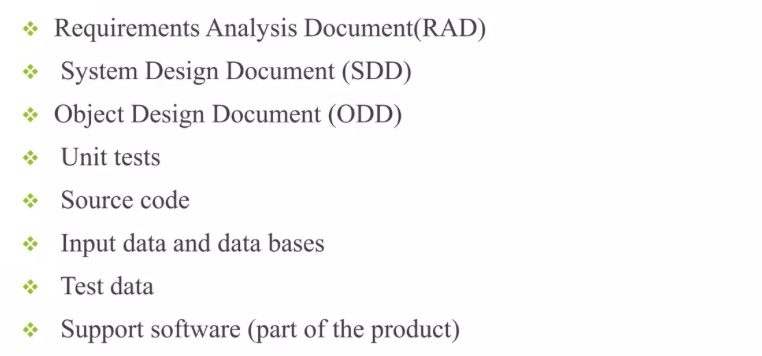 Requirements Analysis Document(RAD)
System Design Document (SDD)
Object Design Document (ODD)
Unit tests
Source code
Input data and data bases
Test data
Support software (part of the product)